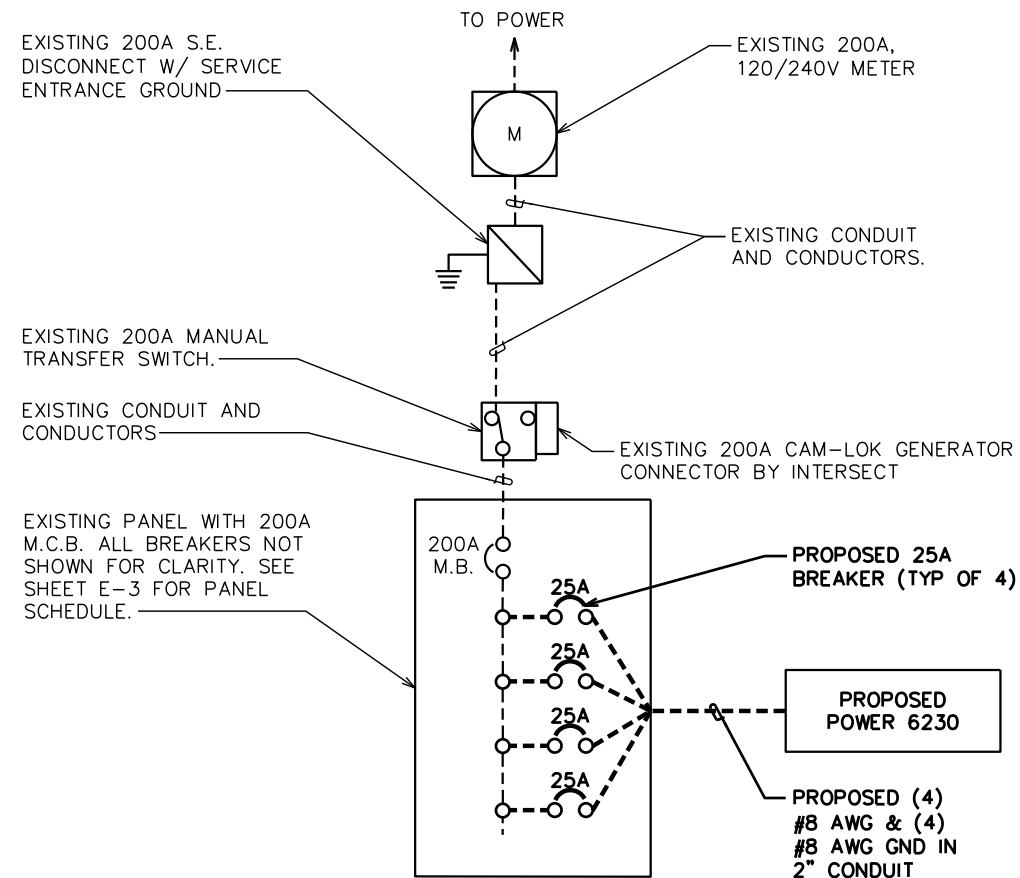 TO POWER
EXISTING 200A S.E.
DISCONNECT W/ SERVICE
ENTRANCE GROUND
EXISTING 200A,
120/240V METER
M
EXISTING CONDUIT
AND CONDUCTORS.
EXISTING 200A MANUAL
TRANSFER SWITCH.
EXISTING CONDUIT AND
CONDUCTORS
EXISTING 200A CAM-LOK GENERATOR
CONNECTOR BY INTERSECT
EXISTING PANEL WITH 200A
M.C.B. ALL BREAKERS NOT
SHOWN FOR CLARITY. SEE
SHEET E-3 FOR PANEL
SCHEDULE.
200A
M.B.
25A
25A
25A
25A
PROPOSED 25A
BREAKER (TYP OF 4)
PROPOSED
POWER 6230
PROPOSED (4)
#8 AWG & (4)
#8 AWG GND IN
2" CONDUIT